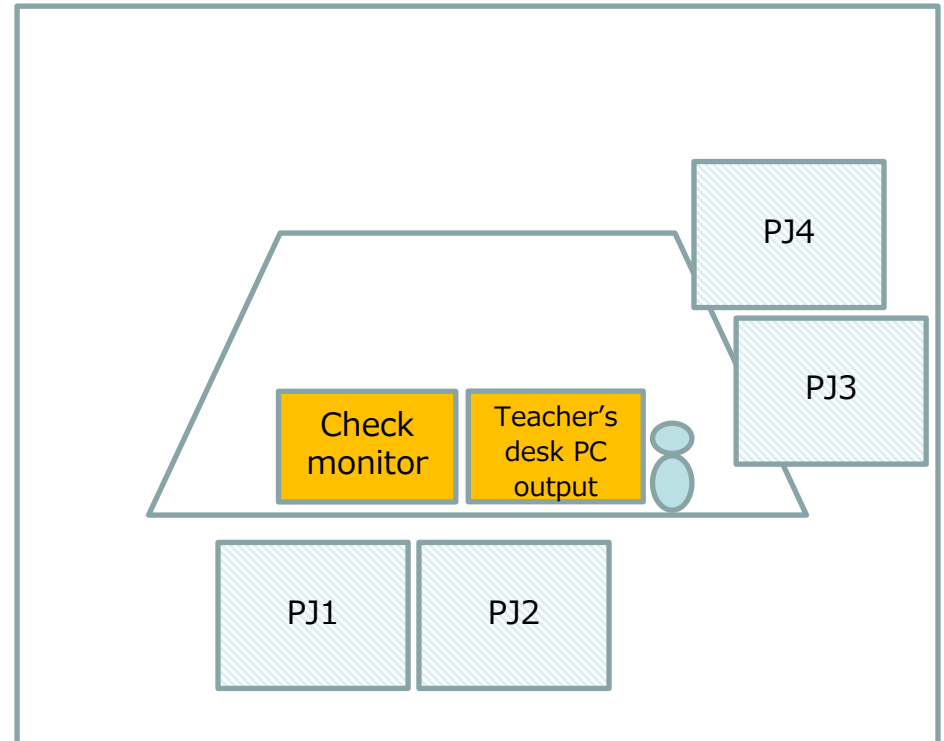 PJ4
PJ3
Check
monitor
Teacher’s
desk PC
output
PJ1
PJ2